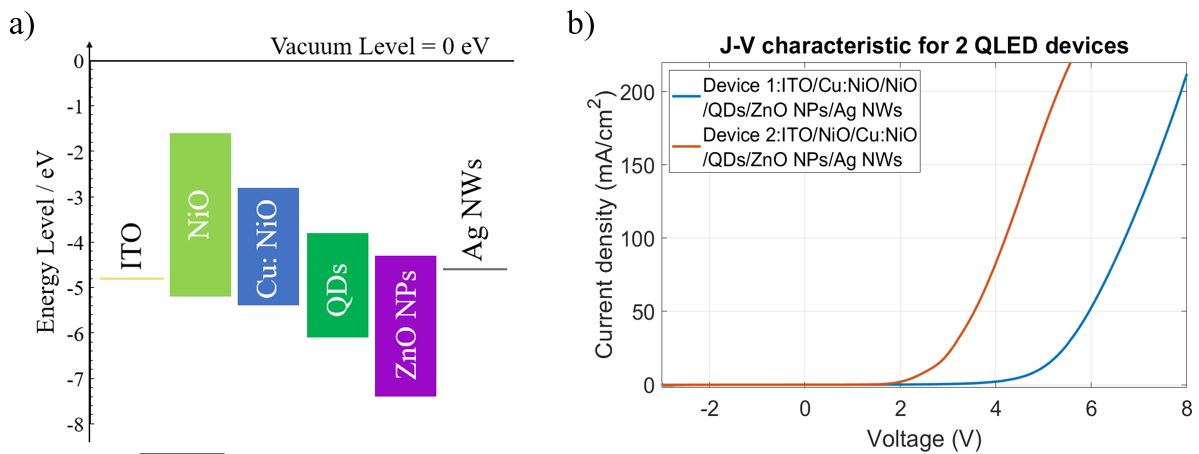 a)
Vacuum Level = 0 eV
0
-1
-2
-3
-4
-5
-6
-7
-8
Energy Level / eV
ITO
NiO
Cu: NiO
QDs
ZnO NPs
Ag NWs
b)
J-V characteristic for 2 QLED devices
Device 1:ITO/Cu:NiO/NiO
/QDs/ZnO NPs/Ag NWs
Device 2:ITO/NiO/Cu:NiO
/QDs/ZnO NPs/Ag NWs
200
150
100
50
0
Current density (mA/cm²)
-2
0
2
4
6
8
Voltage (V)